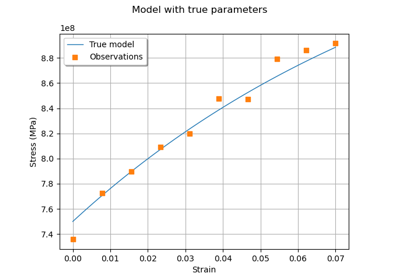 Model with true parameters
1e8
True model
Observations
8.8
8.6
8.4
8.2
8.0
7.8
7.6
7.4
Stress (MPa)
0.00 0.01 0.02 0.03 0.04 0.05 0.06 0.07
Strain